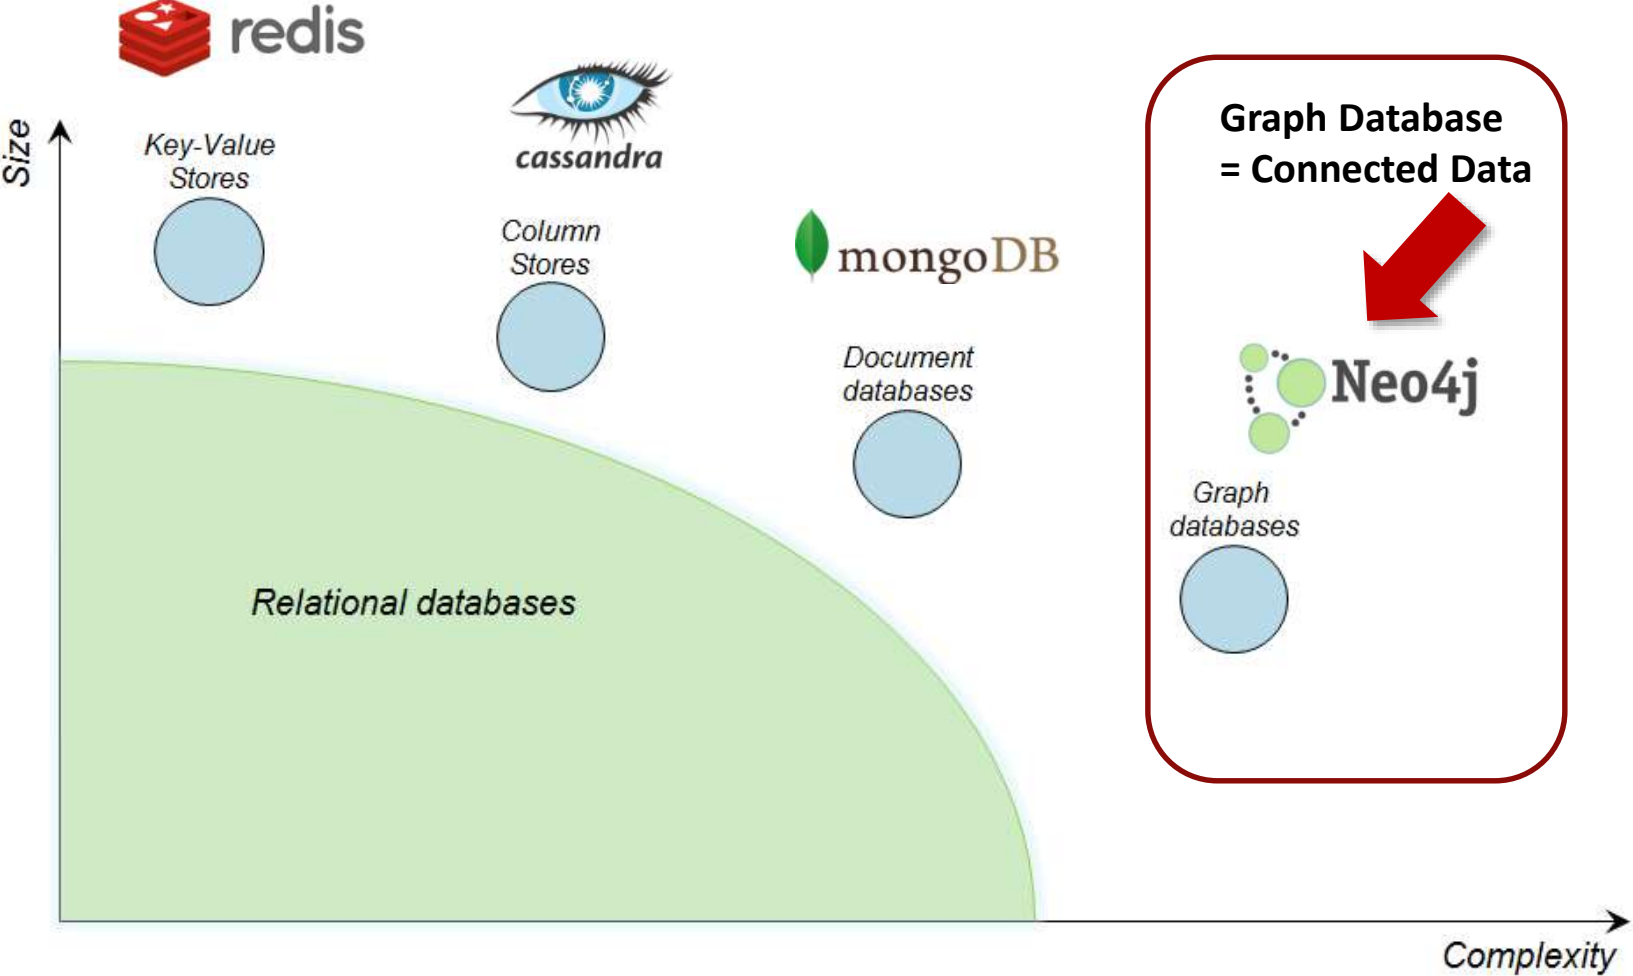 redis
cassandra
Graph Database
= Connected Data
Size
Key-Value
Stores
Column
Stores
mongoDB
Document
databases
Neo4j
Graph
databases
Relational databases
Complexity